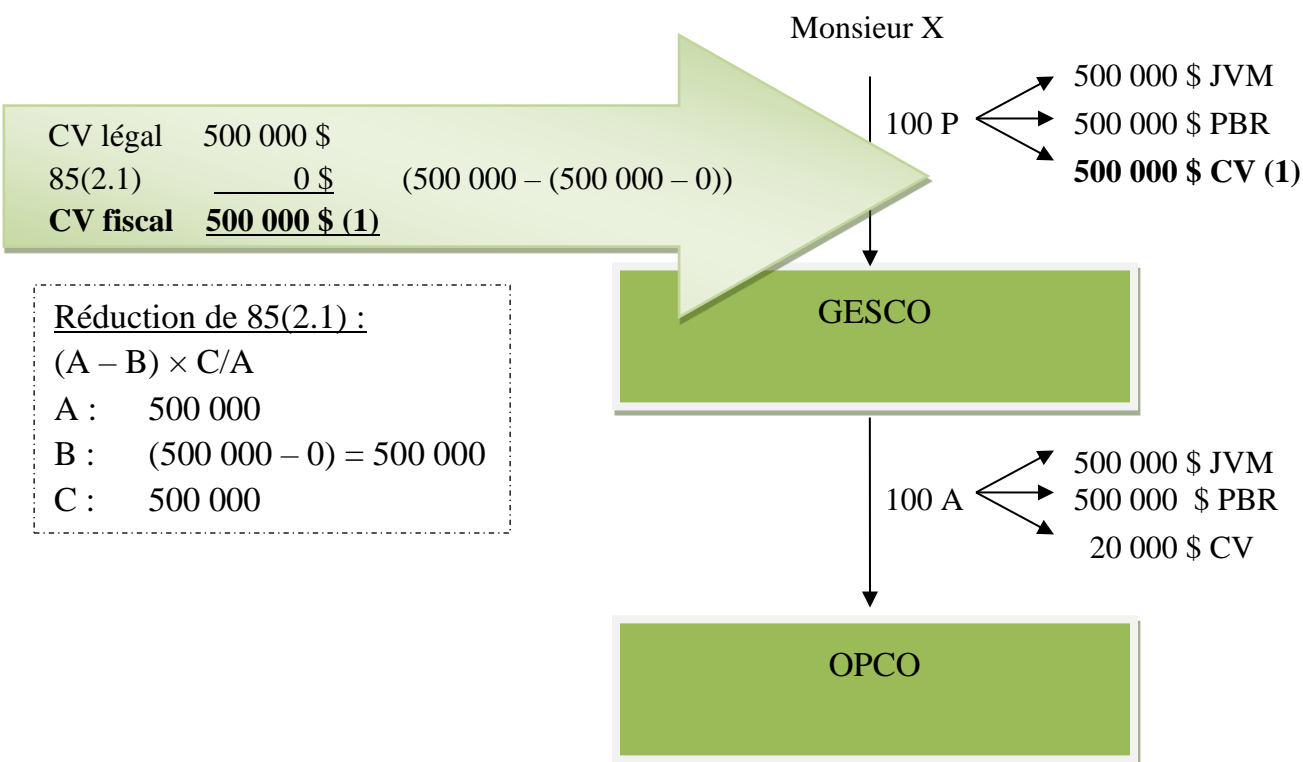 Monsieur X
CV légal 500 000 $
85(2.1) 0 $ (500 000 – (500 000 – 0))
CV fiscal 500 000 $ (1)
100 P
500 000 $ JVM
500 000 $ PBR
500 000 $ CV (1)
Réduction de 85(2.1) :
(A – B) × C/A
A : 500 000
B : (500 000 – 0) = 500 000
C : 500 000
GESCO
100 A
500 000 $ JVM
500 000 $ PBR
20 000 $ CV
OPCO